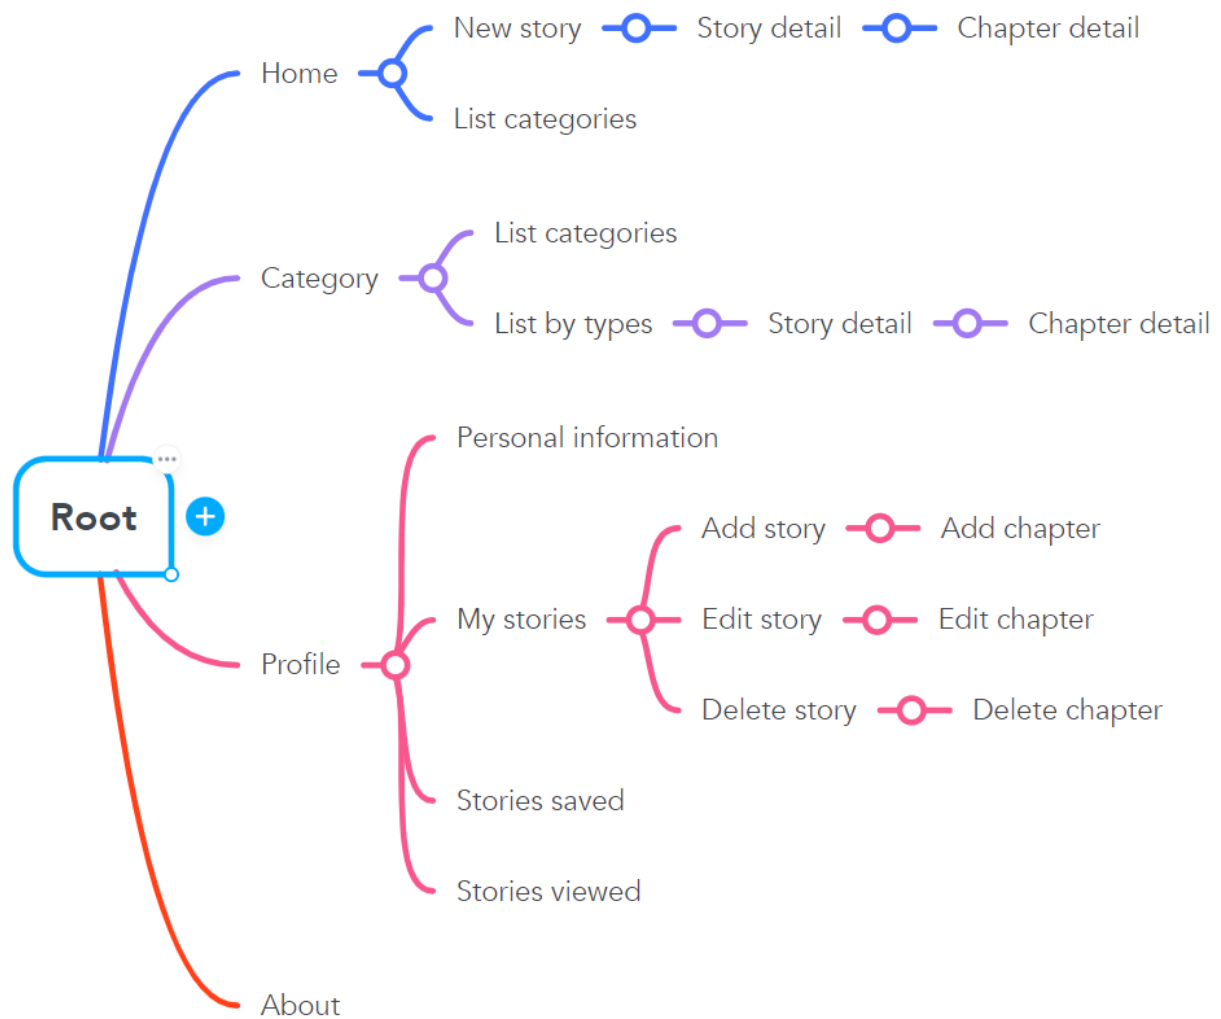 New story Story detail Chapter detail
Home
List categories
List categories
Category
List by types Story detail Chapter detail
Personal information
Root
Add story Add chapter
My stories Edit story Edit chapter
Profile
Delete story Delete chapter
Stories saved
Stories viewed
About